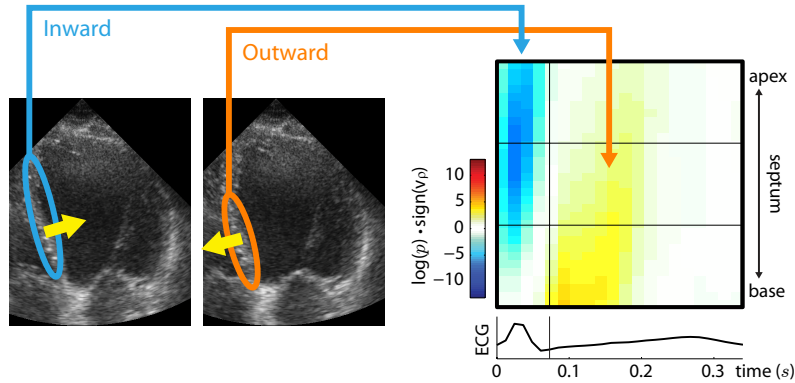 Inward
Outward
apex
septum
base
log(p) • sign(vρ)
10
5
0
−5
−10
ECG
0
0.1
0.2
0.3
time (s)